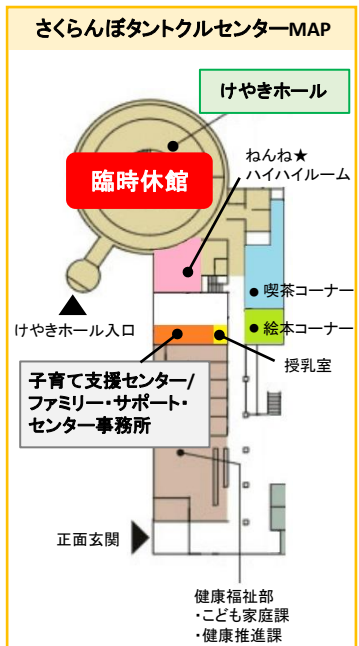 さくらんぼタントクルセンターMAP
けやきホール
臨時休館
ねんね★
ハイハイルーム
喫茶コーナー
けやきホール入口
絵本コーナー
授乳室
子育て支援センター/
ファミリー・サポート・
センター事務所
正面玄関
健康福祉部
・こども家庭課
・健康推進課